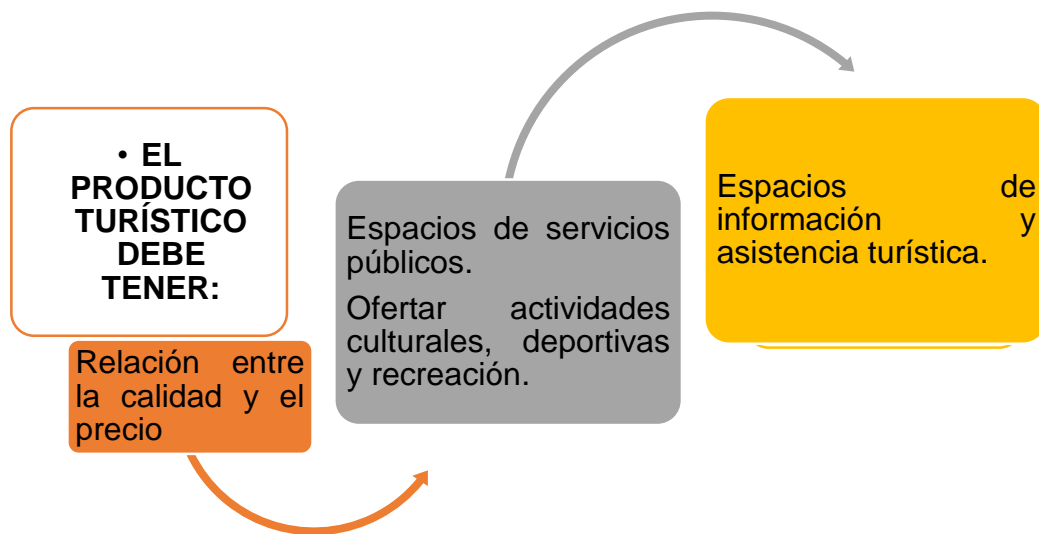 • EL
PRODUCTO
TURÍSTICO
DEBE
TENER:
Relación entre
la calidad y el
precio
Espacios de servicios
públicos.
Ofertar actividades
culturales, deportivas
y recreación.
Espacios de
información y
asistencia turística.